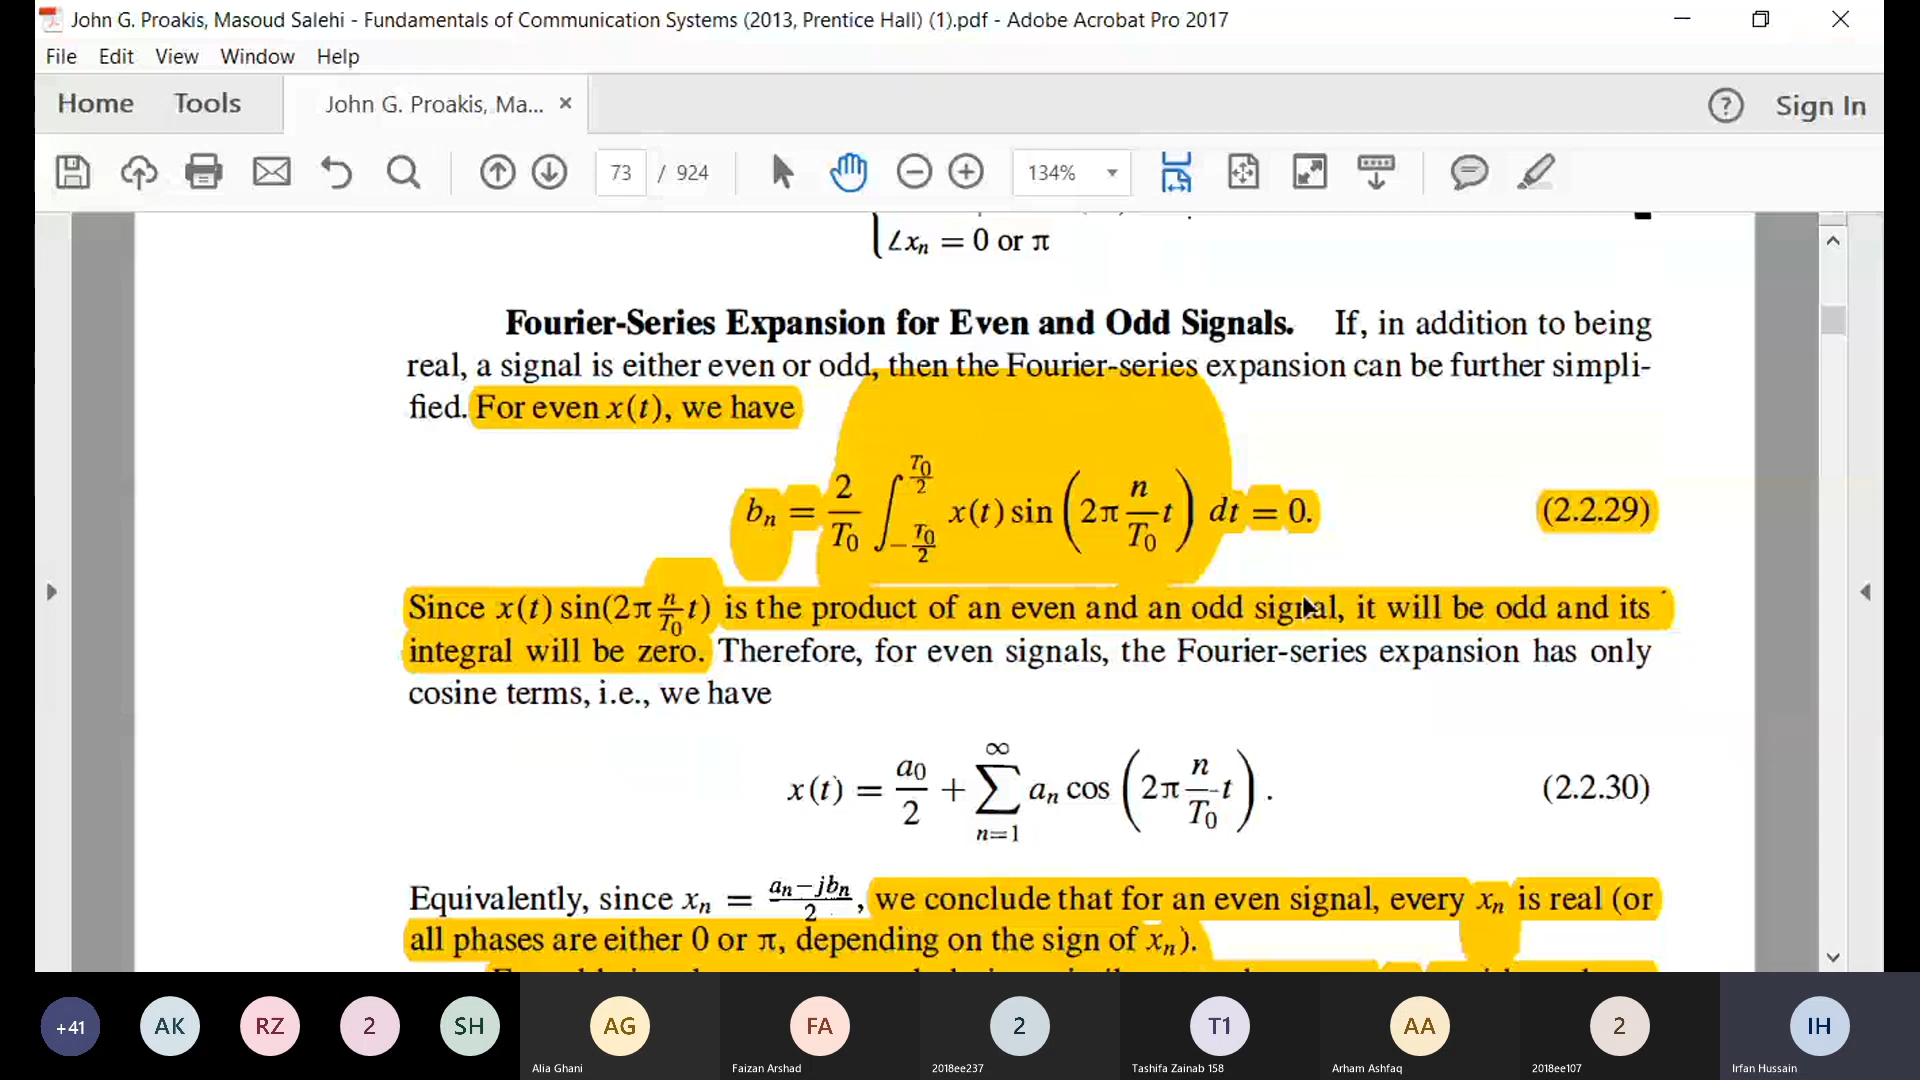 John G. Proakis, Masoud Salehi - Fundamentals of Communication Systems (2013, Prentice Hall) (1).pdf - Adobe Acrobat Pro 2017
File Edit View Window Help
Home Tools John G. Proakis, Ma... × ? Sign In
73 / 924 134%
∠xₙ = 0 or π
Fourier-Series Expansion for Even and Odd Signals. If, in addition to being
real, a signal is either even or odd, then the Fourier-series expansion can be further simpli-
fied. For even x(t), we have
bₙ = 2/T₀ ∫_{-T₀/2}^{T₀/2} x(t) sin(2π n/T₀ t) dt = 0. (2.2.29)
Since x(t) sin(2π n/T₀ t) is the product of an even and an odd signal, it will be odd and its
integral will be zero. Therefore, for even signals, the Fourier-series expansion has only
cosine terms, i.e., we have
x(t) = a₀/2 + ∑_{n=1}^{∞} aₙ cos(2π n/T₀ t). (2.2.30)
Equivalently, since xₙ = (aₙ−jbₙ)/2, we conclude that for an even signal, every xₙ is real (or
all phases are either 0 or π, depending on the sign of xₙ).
+41 AK RZ 2 SH AG FA 2 T1 AA 2 IH
Alia Ghani Faizan Arshad 2018ee237 Tashifa Zainab 158 Arham Ashfaq 2018ee107 Irfan Hussain